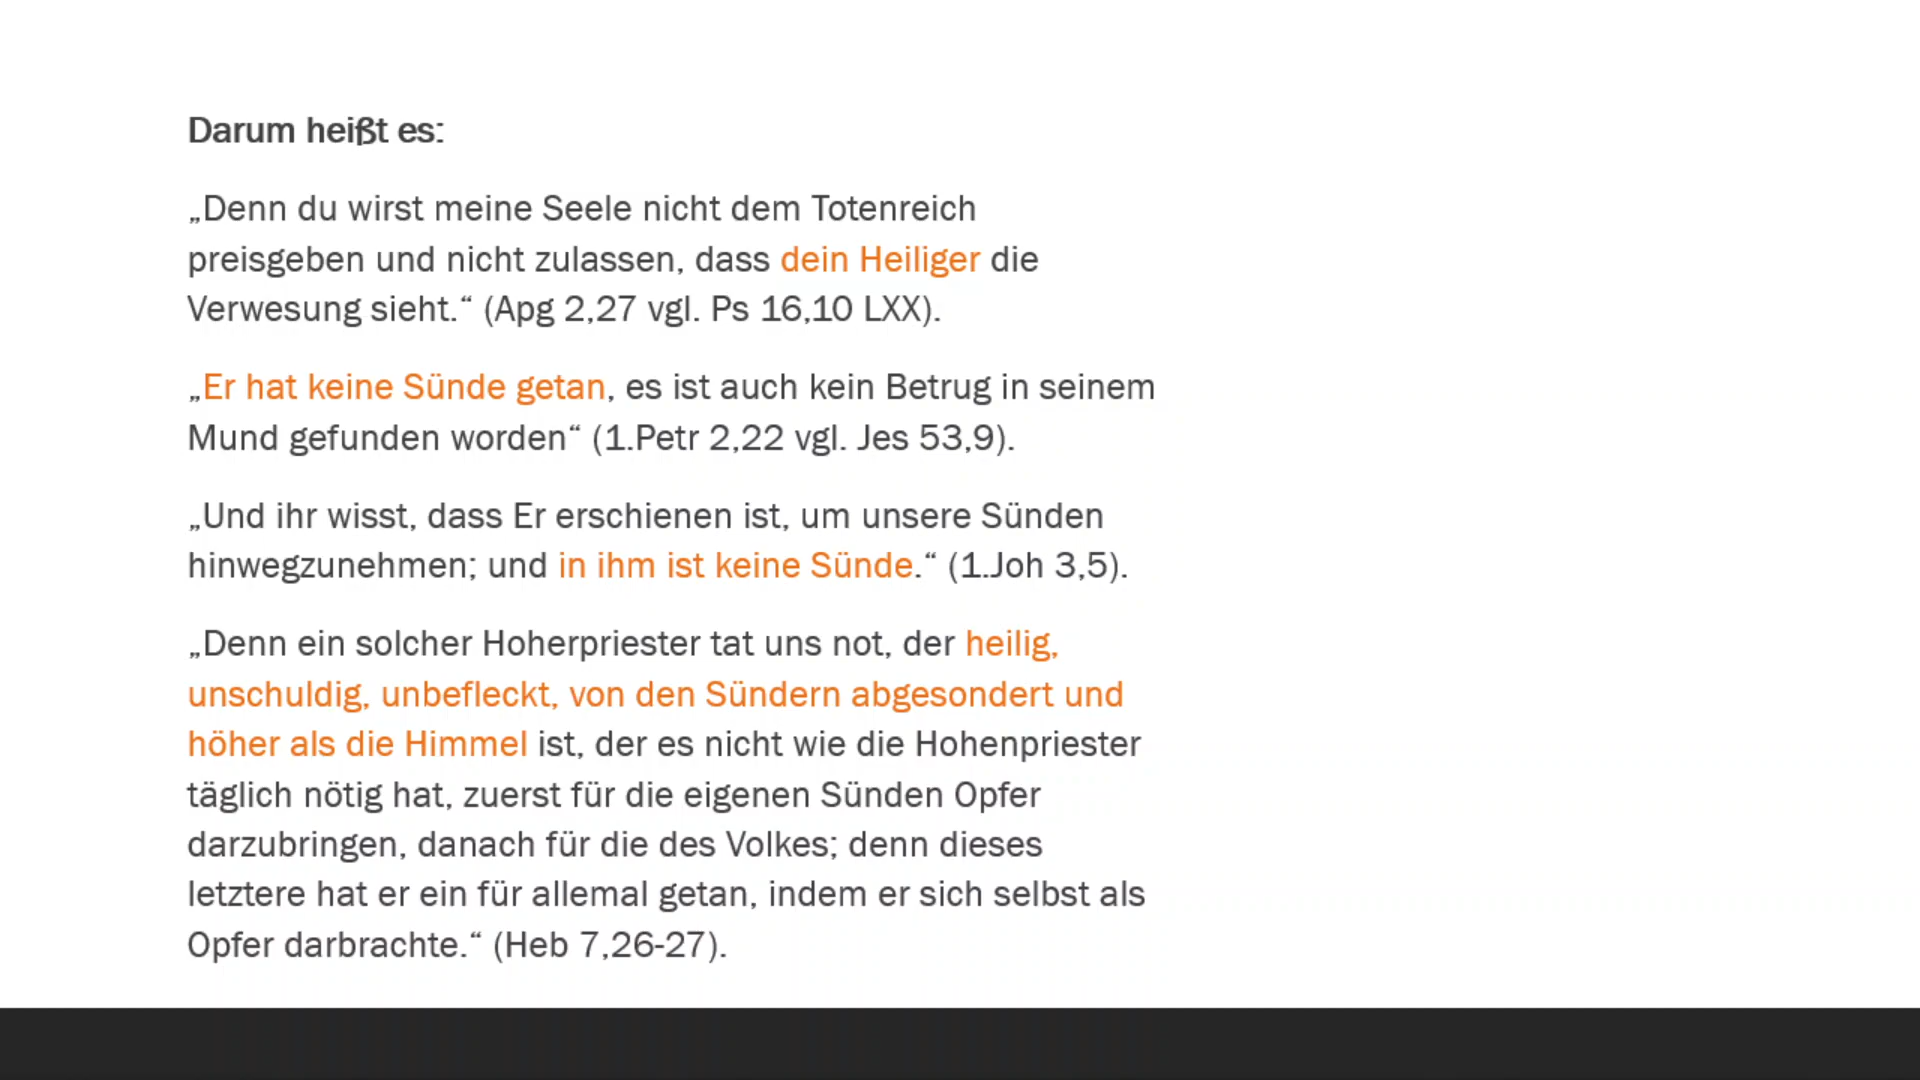 Darum heißt es:
„Denn du wirst meine Seele nicht dem Totenreich
preisgeben und nicht zulassen, dass dein Heiliger die
Verwesung sieht.“ (Apg 2,27 vgl. Ps 16,10 LXX).
„Er hat keine Sünde getan, es ist auch kein Betrug in seinem
Mund gefunden worden“ (1.Petr 2,22 vgl. Jes 53,9).
„Und ihr wisst, dass Er erschienen ist, um unsere Sünden
hinwegzunehmen; und in ihm ist keine Sünde.“ (1.Joh 3,5).
„Denn ein solcher Hoherpriester tat uns not, der heilig,
unschuldig, unbefleckt, von den Sündern abgesondert und
höher als die Himmel ist, der es nicht wie die Hohenpriester
täglich nötig hat, zuerst für die eigenen Sünden Opfer
darzubringen, danach für die des Volkes; denn dieses
letztere hat er ein für allemal getan, indem er sich selbst als
Opfer darbrachte.“ (Heb 7,26-27).